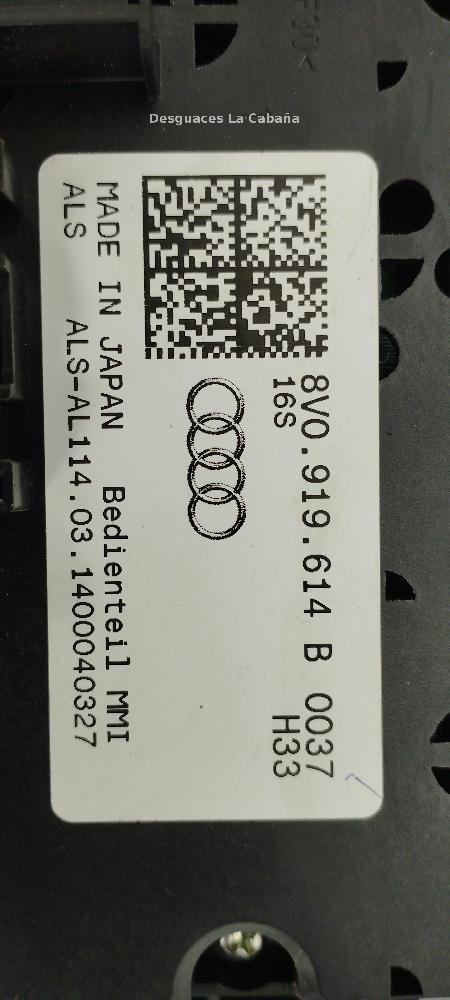 F30<
Desguaces La Cabaña
8V0.919.614 B 0037
16S H33
MADE IN JAPAN Bedienteil MMI
ALS ALS-AL114.03.1400040327